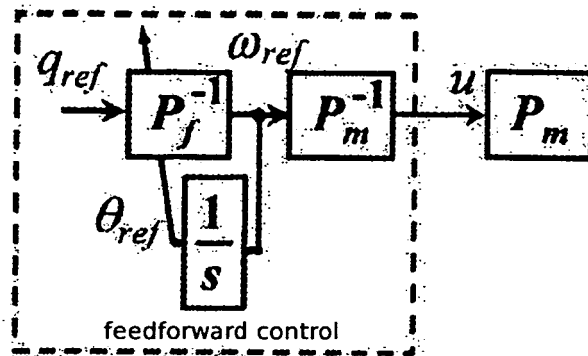 q_ref
P_f^{-1}
ω_ref
P_m^{-1}
u
P_m
θ_ref
1/s
feedforward control